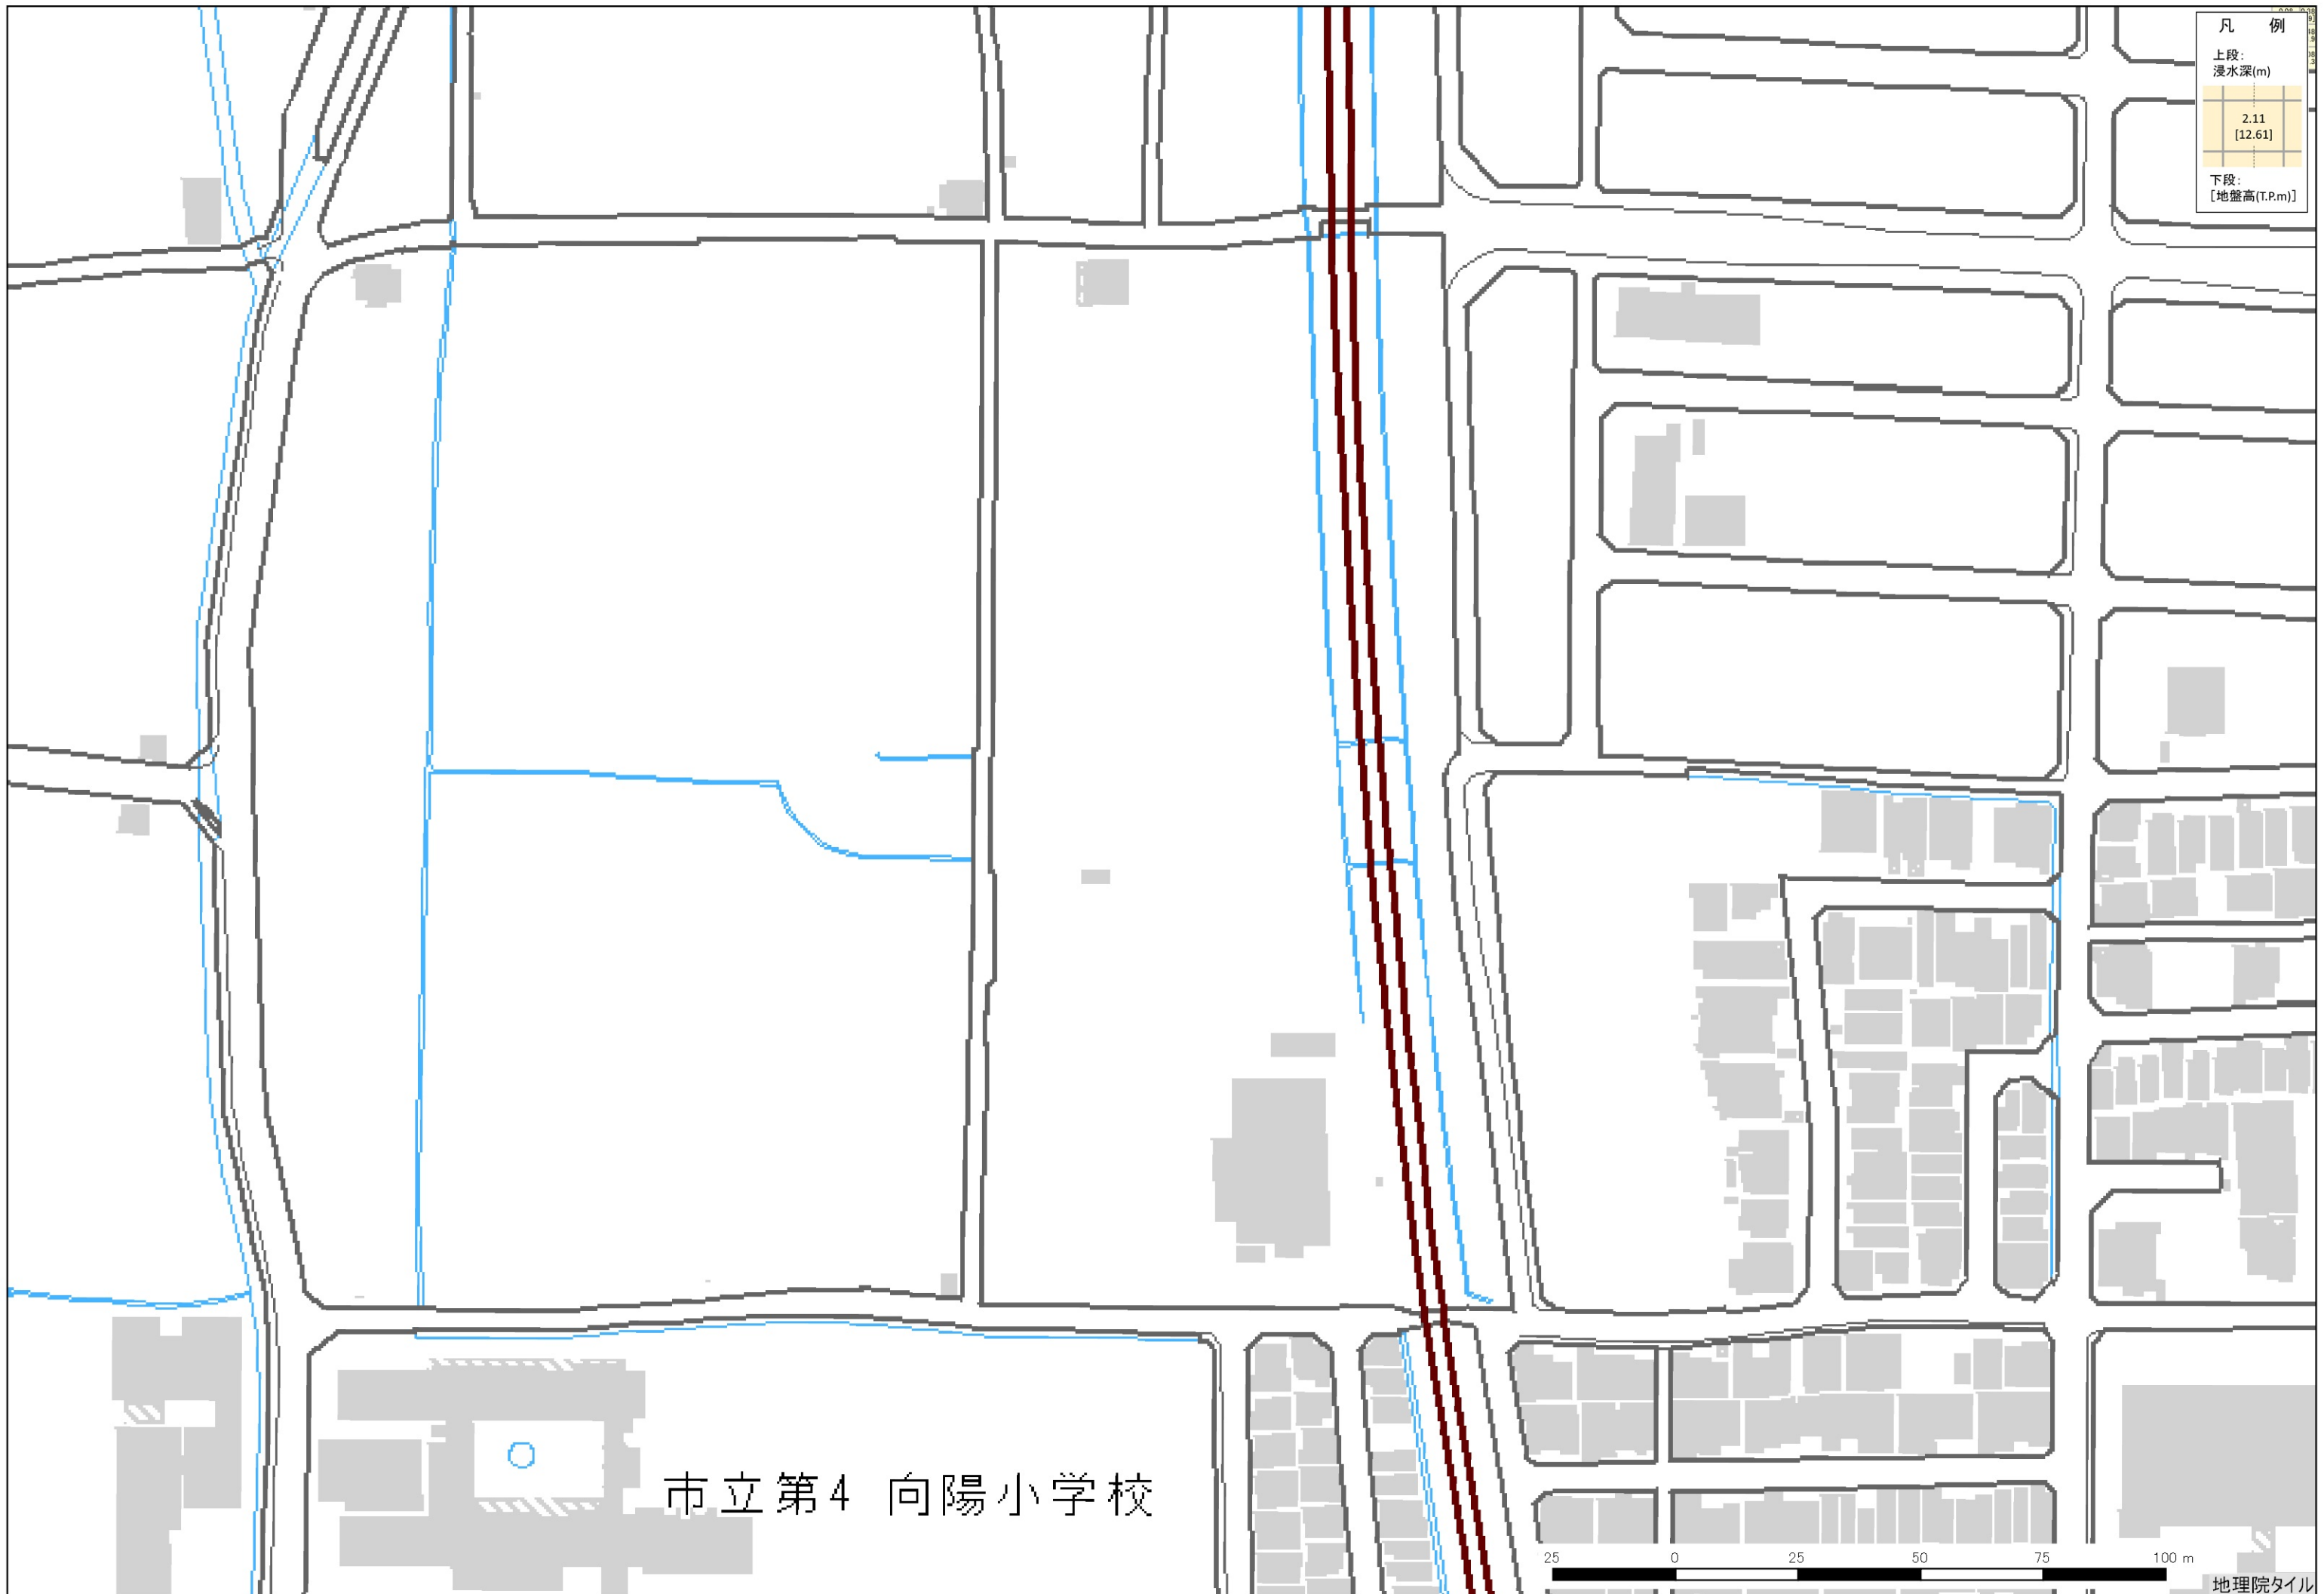 凡 例
上段:
浸水深(m)
2.11
[12.61]
下段:
[地盤高(T.P.m)]
市立第4 向陽小学校
25 0 25 50 75 100 m
地理院タイル